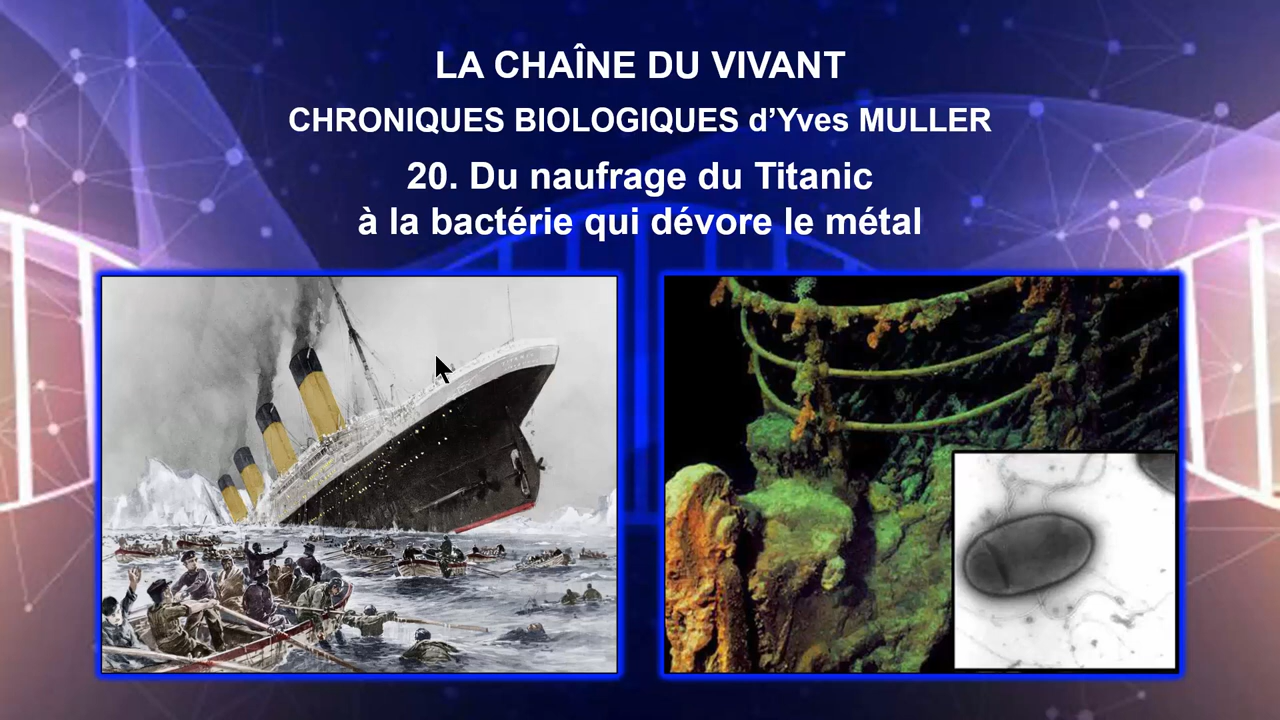 LA CHAÎNE DU VIVANT
CHRONIQUES BIOLOGIQUES d’Yves MULLER
20. Du naufrage du Titanic
à la bactérie qui dévore le métal